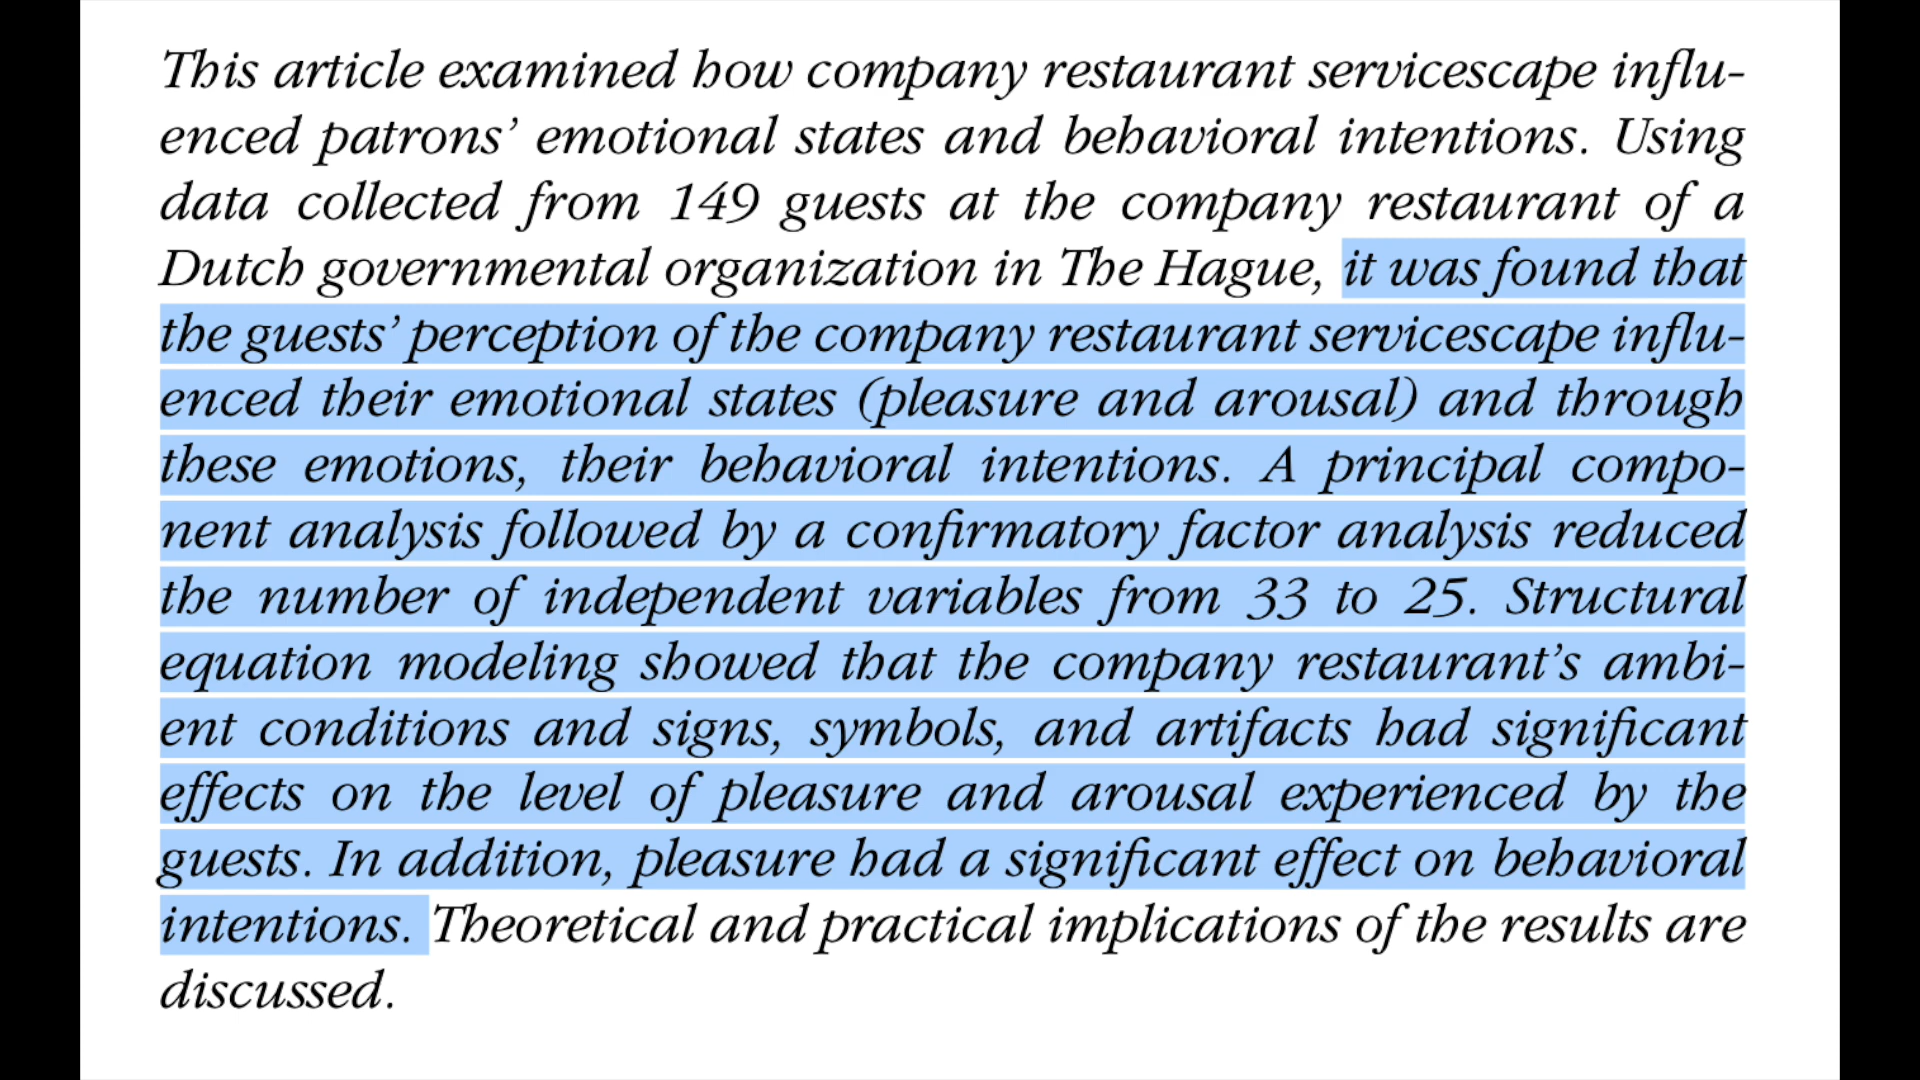 This article examined how company restaurant servicescape influ-
enced patrons’ emotional states and behavioral intentions. Using
data collected from 149 guests at the company restaurant of a
Dutch governmental organization in The Hague, it was found that
the guests’ perception of the company restaurant servicescape influ-
enced their emotional states (pleasure and arousal) and through
these emotions, their behavioral intentions. A principal compo-
nent analysis followed by a confirmatory factor analysis reduced
the number of independent variables from 33 to 25. Structural
equation modeling showed that the company restaurant’s ambi-
ent conditions and signs, symbols, and artifacts had significant
effects on the level of pleasure and arousal experienced by the
guests. In addition, pleasure had a significant effect on behavioral
intentions. Theoretical and practical implications of the results are
discussed.